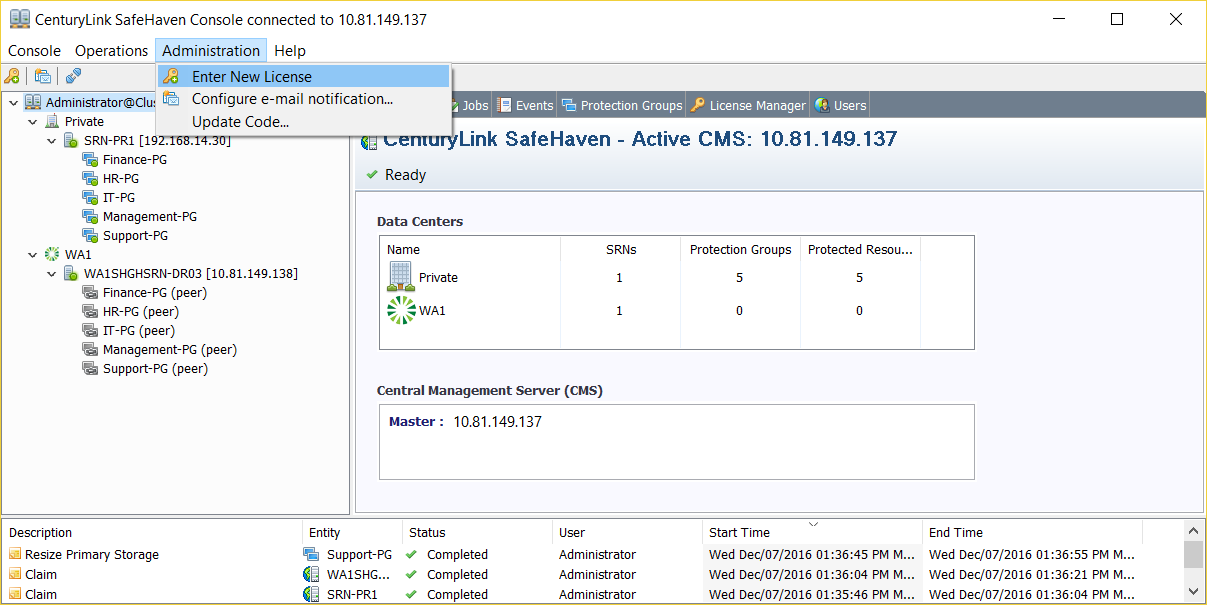 CenturyLink SafeHaven Console connected to 10.81.149.137
Console Operations Administration Help
Enter New License
Configure e-mail notification...
Update Code...
Jobs Events Protection Groups License Manager Users
Administrator@Clus
Private
SRN-PR1 [192.168.14.30]
Finance-PG
HR-PG
IT-PG
Management-PG
Support-PG
WA1
WA1SHGHSRN-DR03 [10.81.149.138]
Finance-PG (peer)
HR-PG (peer)
IT-PG (peer)
Management-PG (peer)
Support-PG (peer)
CenturyLink SafeHaven - Active CMS: 10.81.149.137
Ready
Data Centers
Name SRNs Protection Groups Protected Resou...
Private 1 5 5
WA1 1 0 0
Central Management Server (CMS)
Master : 10.81.149.137
Description Entity Status User Start Time End Time
Resize Primary Storage Support-PG Completed Administrator Wed Dec/07/2016 01:36:45 PM M... Wed Dec/07/2016 01:36:55 PM M...
Claim WA1SHG... Completed Administrator Wed Dec/07/2016 01:36:04 PM M... Wed Dec/07/2016 01:36:21 PM M...
Claim SRN-PR1 Completed Administrator Wed Dec/07/2016 01:35:46 PM M... Wed Dec/07/2016 01:36:04 PM M...